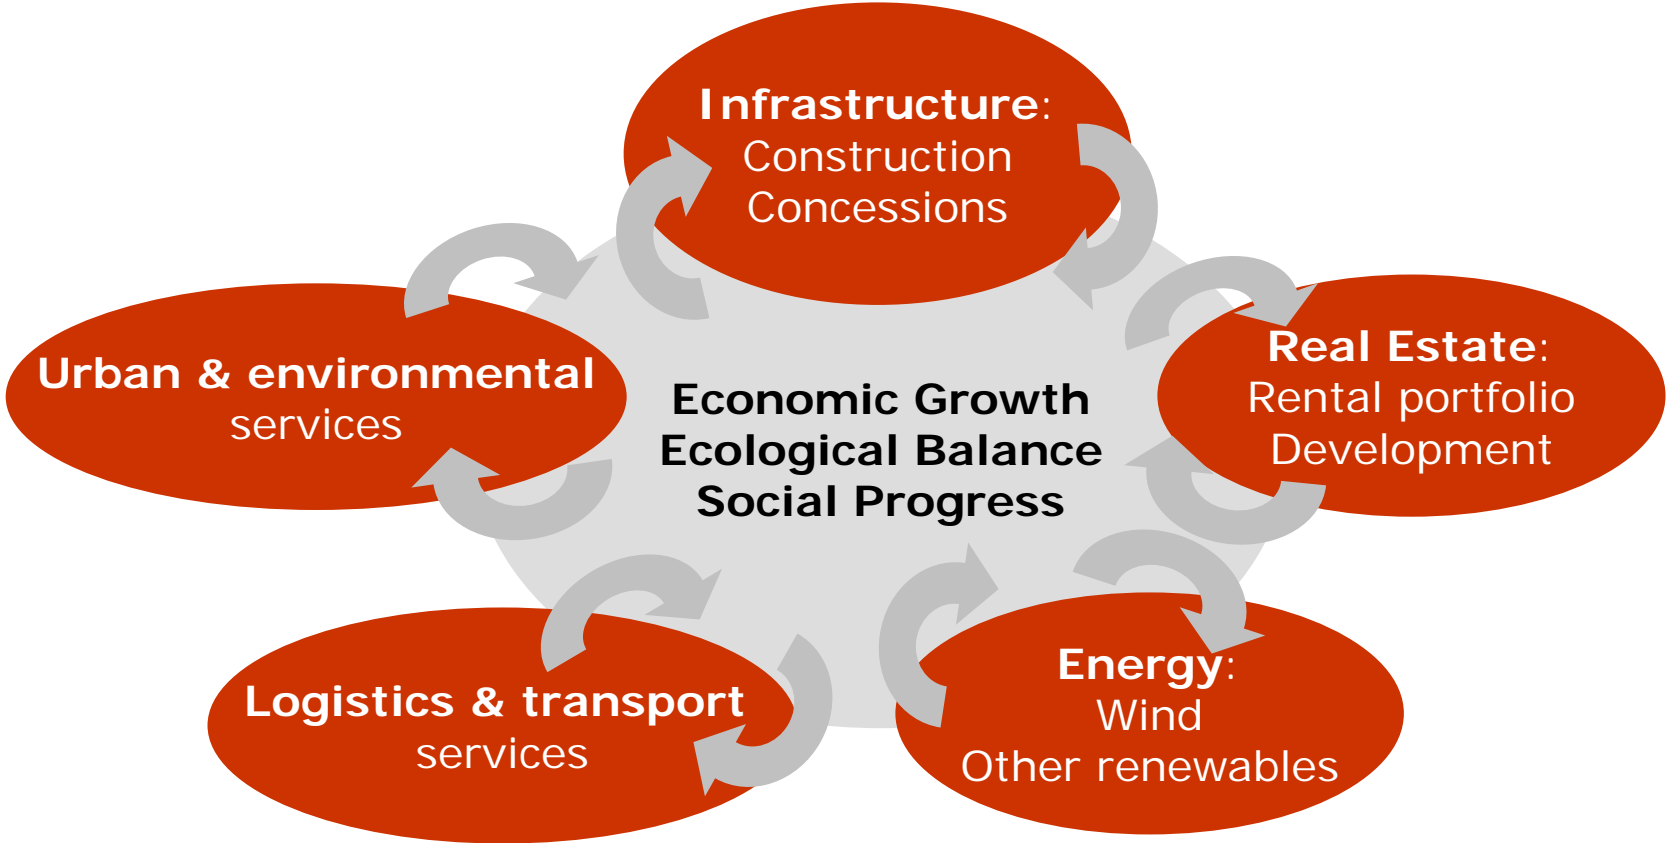 Infrastructure:
Construction
Concessions
Urban & environmental
services
Economic Growth
Ecological Balance
Social Progress
Real Estate:
Rental portfolio
Development
Logistics & transport
services
Energy:
Wind
Other renewables